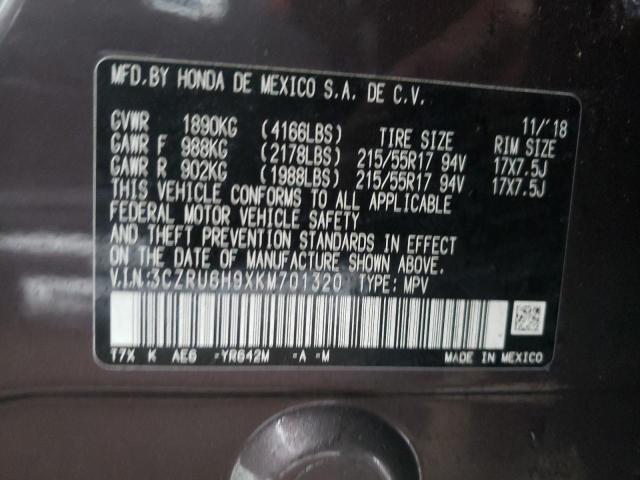 MFD.BY HONDA DE MEXICO S.A. DE C.V.
11/'18
GVWR 1890KG (4166LBS) TIRE SIZE RIM SIZE
GAWR F 988KG (2178LBS) 215/55R17 94V 17X7.5J
GAWR R 902KG (1988LBS) 215/55R17 94V 17X7.5J
THIS VEHICLE CONFORMS TO ALL APPLICABLE
FEDERAL MOTOR VEHICLE SAFETY
AND THEFT PREVENTION STANDARDS IN EFFECT
ON THE DATE OF MANUFACTURE SHOWN ABOVE.
V.I.N:3CZRU6H9XKM701320 TYPE: MPV
T7X K AE6 =YR642M =A =M MADE IN MEXICO